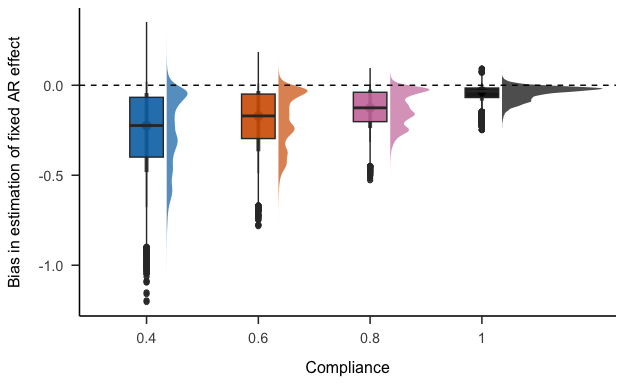 Bias in estimation of fixed AR effect
0.0
-0.5
-1.0
0.4 0.6 0.8 1
Compliance